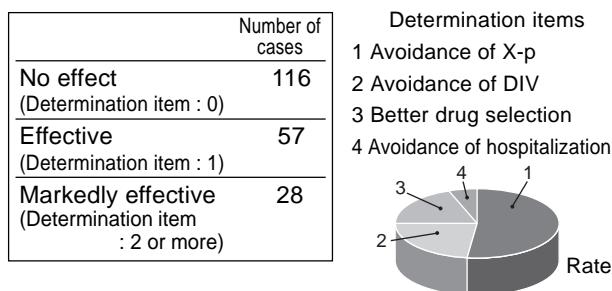 Number of
cases
No effect 116
(Determination item : 0)
Effective 57
(Determination item : 1)
Markedly effective 28
(Determination item
: 2 or more)
Determination items
1 Avoidance of X-p
2 Avoidance of DIV
3 Better drug selection
4 Avoidance of hospitalization
4 1
3
2
Rate